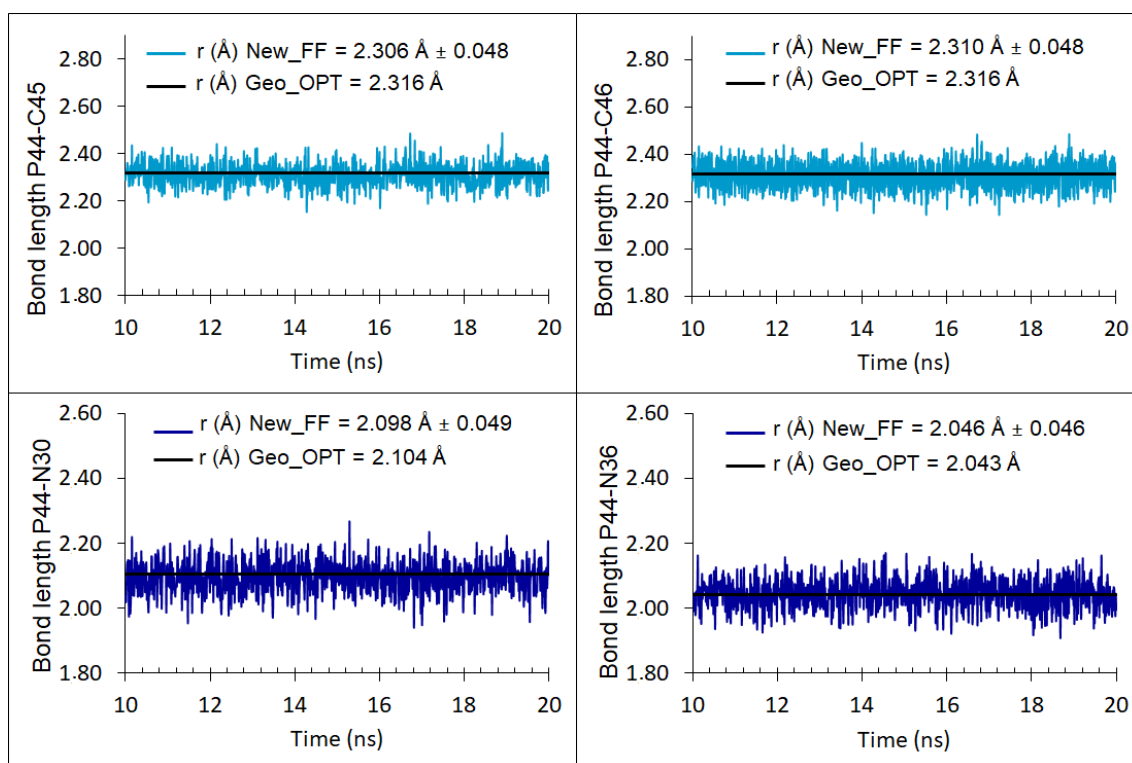 Bond length P44-C45
r (Å) New_FF = 2.306 Å ± 0.048
r (Å) Geo_OPT = 2.316 Å
2.80
2.60
2.40
2.20
2.00
1.80
10 12 14 16 18 20
Time (ns)
Bond length P44-C46
r (Å) New_FF = 2.310 Å ± 0.048
r (Å) Geo_OPT = 2.316 Å
2.80
2.60
2.40
2.20
2.00
1.80
10 12 14 16 18 20
Time (ns)
Bond length P44-N30
r (Å) New_FF = 2.098 Å ± 0.049
r (Å) Geo_OPT = 2.104 Å
2.60
2.40
2.20
2.00
1.80
10 12 14 16 18 20
Time (ns)
Bond length P44-N36
r (Å) New_FF = 2.046 Å ± 0.046
r (Å) Geo_OPT = 2.043 Å
2.60
2.40
2.20
2.00
1.80
10 12 14 16 18 20
Time (ns)